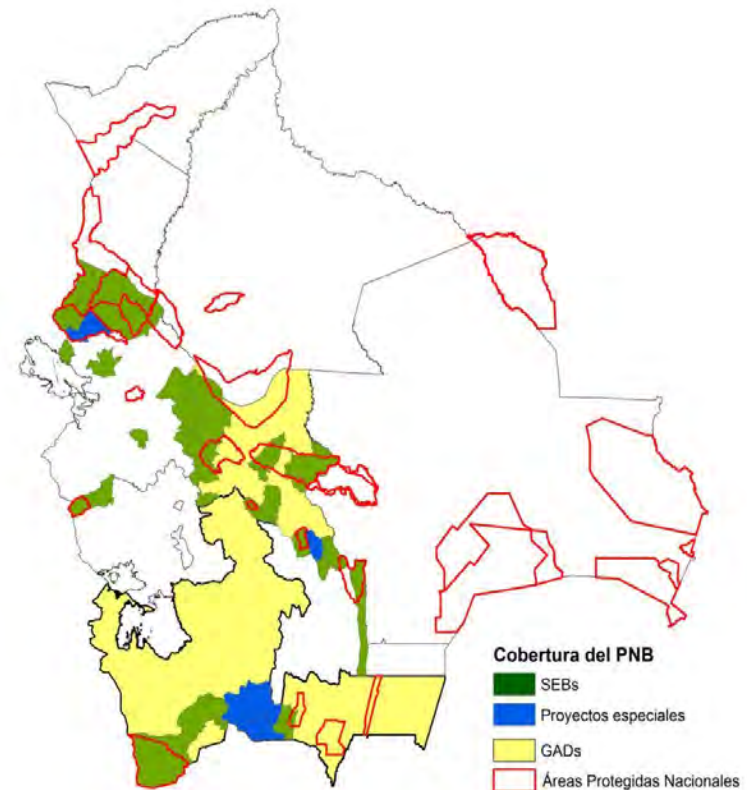 Cobertura del PNB
SEBs
Proyectos especiales
GADs
Áreas Protegidas Nacionales